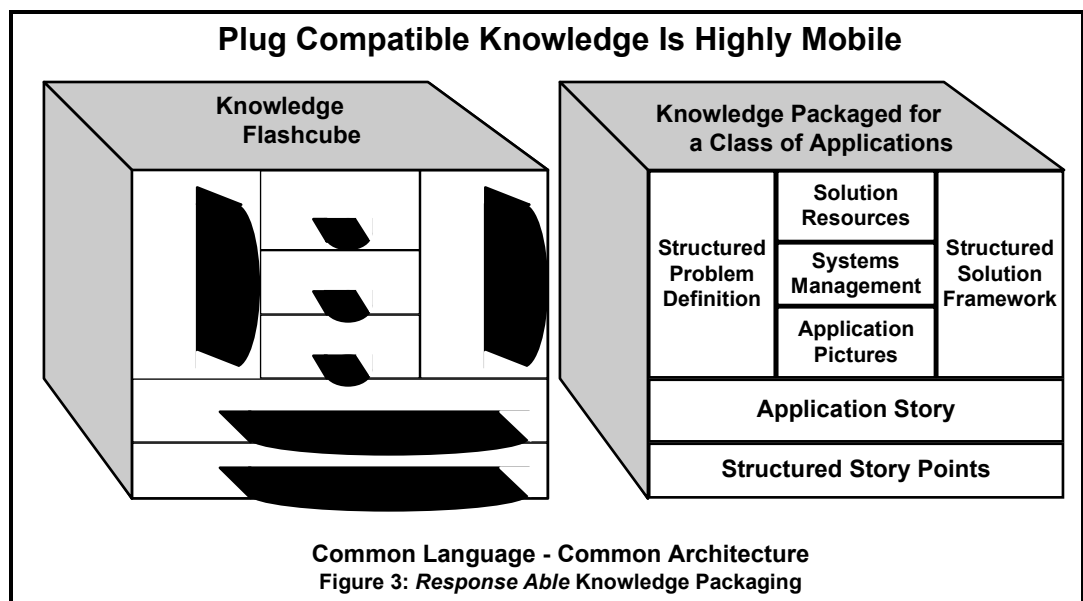 Plug Compatible Knowledge Is Highly Mobile
Knowledge
Flashcube
Knowledge Packaged for
a Class of Applications
Structured
Problem
Definition
Solution
Resources
Systems
Management
Application
Pictures
Structured
Solution
Framework
Application Story
Structured Story Points
Common Language - Common Architecture
Figure 3: Response Able Knowledge Packaging